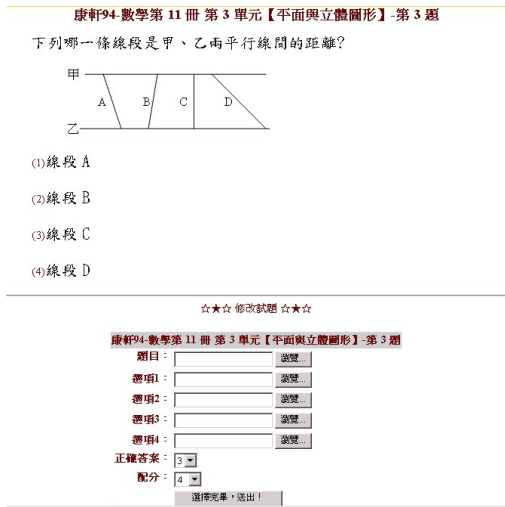 康軒94-數學第 11 冊 第 3 單元【平面與立體圖形】-第 3 題
下列哪一條線段是甲、乙兩平行線間的距離?
甲
A B C D
乙
(1)線段 A
(2)線段 B
(3)線段 C
(4)線段 D
☆★☆ 修改試題 ☆★☆
康軒94-數學第 11 冊 第 3 單元【平面與立體圖形】-第 3 題
題目： 瀏覽...
選項1： 瀏覽...
選項2： 瀏覽...
選項3： 瀏覽...
選項4： 瀏覽...
正確答案： 3
配分： 4
選擇完畢，送出！